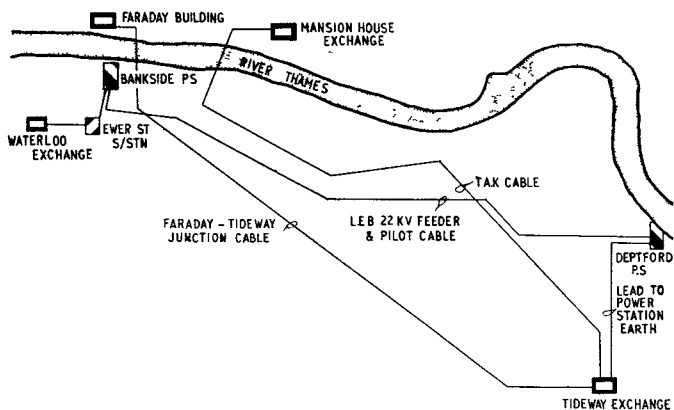 FARADAY BUILDING
MANSION HOUSE
EXCHANGE
RIVER THAMES
BANKSIDE PS
EWER ST
S/STN
WATERLOO
EXCHANGE
T.A.K CABLE
L.E.B 22 KV FEEDER
& PILOT CABLE
FARADAY - TIDEWAY
JUNCTION CABLE
DEPTFORD
P.S
LEAD TO
POWER
STATION
EARTH
TIDEWAY EXCHANGE